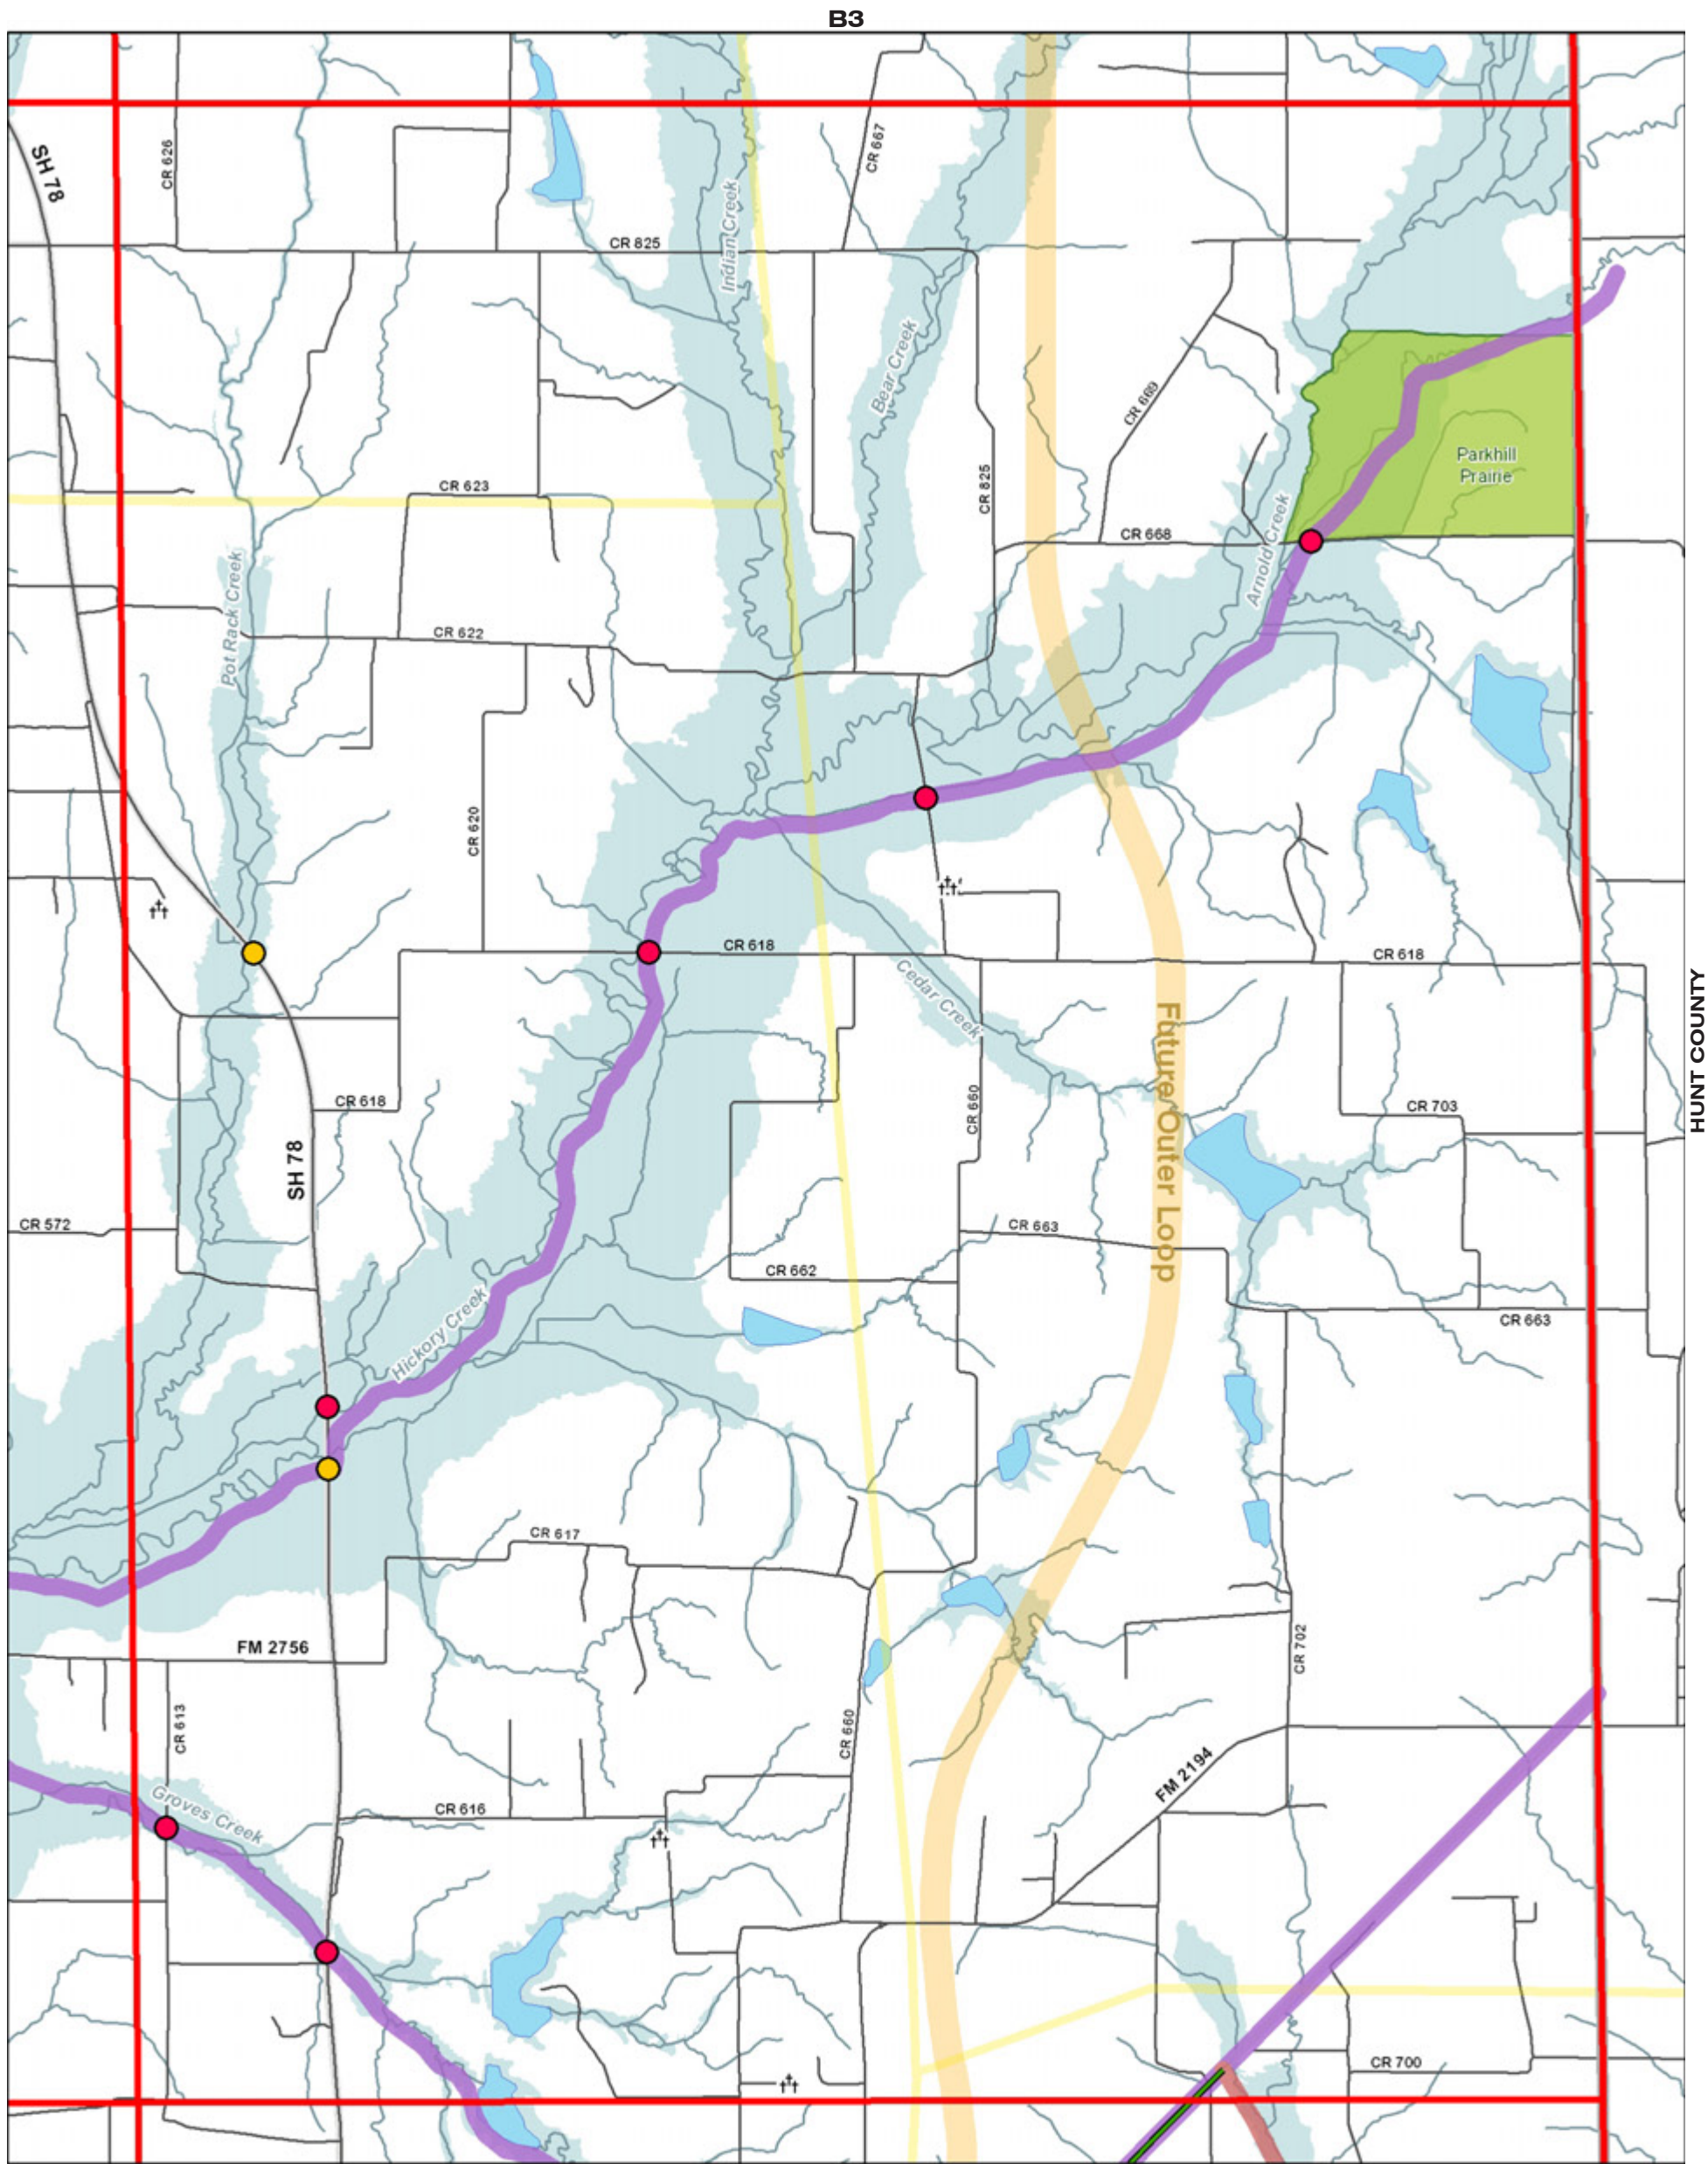 B3
SH 78
CR 626
CR 667
Indian Creek
CR 825
Bear Creek
CR 669
Parkhill
Prairie
CR 623
CR 825
CR 668
Arnold Creek
Pot Rack Creek
CR 622
CR 620
CR 618
CR 618
Cedar Creek
HUNT COUNTY
Future Outer Loop
CR 618
CR 660
CR 703
SH 78
CR 572
CR 663
CR 662
CR 663
Hickory Creek
CR 617
FM 2756
CR 702
CR 613
CR 660
FM 2194
Groves Creek
CR 616
CR 700